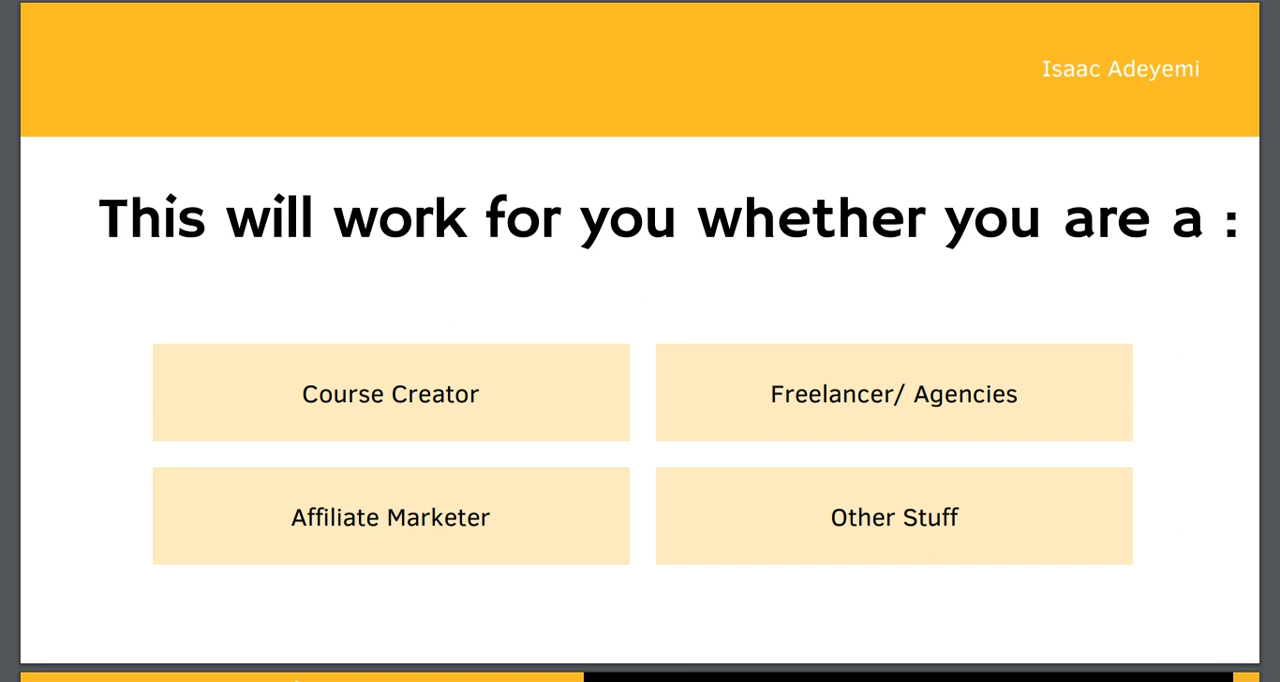 Isaac Adeyemi
This will work for you whether you are a :
Course Creator
Freelancer/ Agencies
Affiliate Marketer
Other Stuff